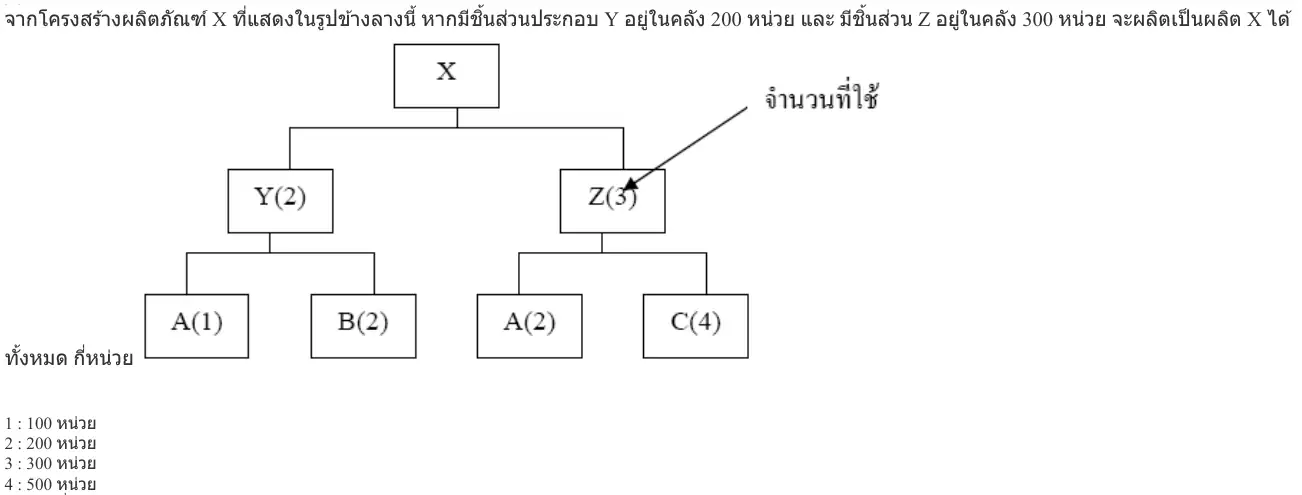 จากโครงสร้างผลิตภัณฑ์ X ที่แสดงในรูปข้างลางนี้ หากมีชิ้นส่วนประกอบ Y อยู่ในคลัง 200 หน่วย และ มีชิ้นส่วน Z อยู่ในคลัง 300 หน่วย จะผลิตเป็นผลิต X ได้
X
จำนวนที่ใช้
Y(2) Z(3)
A(1) B(2) A(2) C(4)
ทั้งหมด กี่หน่วย
1 : 100 หน่วย
2 : 200 หน่วย
3 : 300 หน่วย
4 : 500 หน่วย